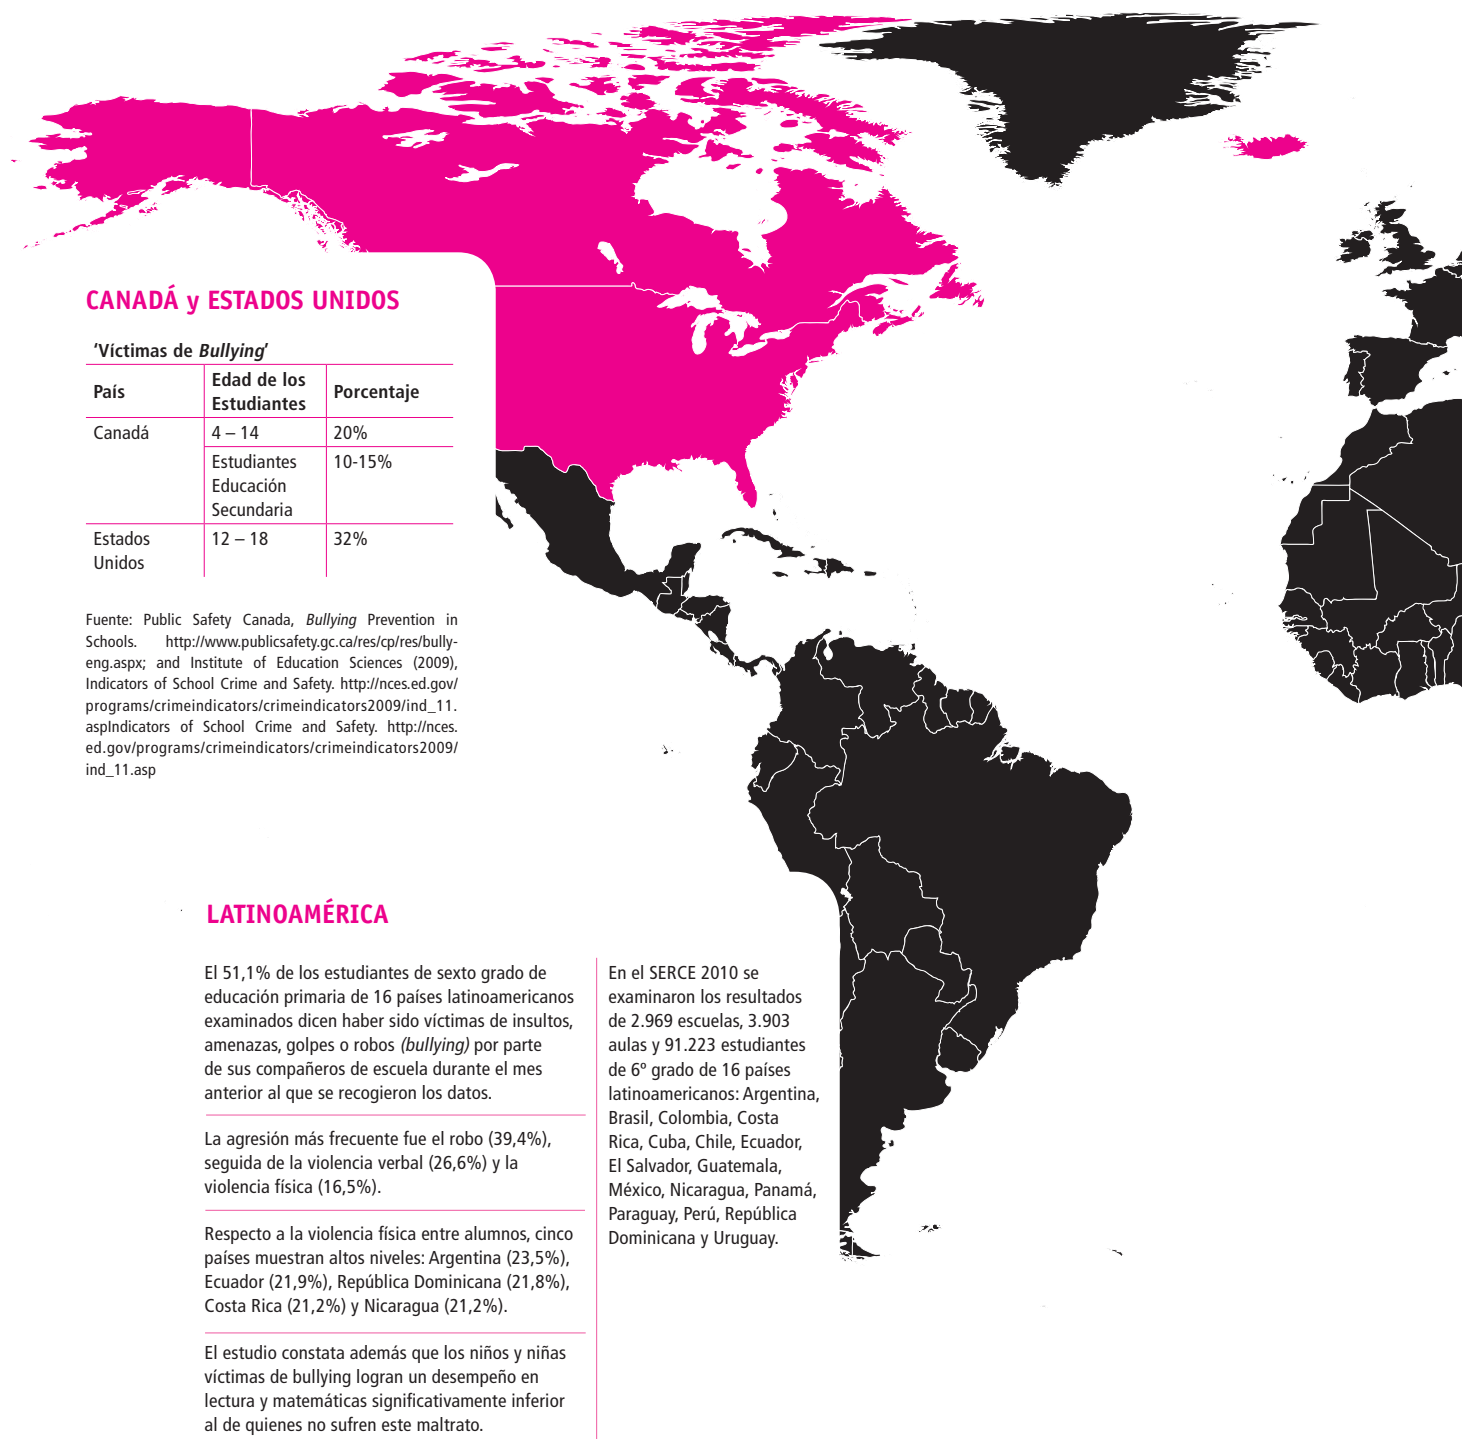 CANADÁ y ESTADOS UNIDOS
‘Víctimas de Bullying’
País
Edad de los
Estudiantes
Porcentaje
Canadá
4 – 14
20%
Estudiantes
Educación
Secundaria
10-15%
Estados
Unidos
12 – 18
32%
Fuente: Public Safety Canada, Bullying Prevention in
Schools. http://www.publicsafety.gc.ca/res/cp/res/bully-
eng.aspx; and Institute of Education Sciences (2009),
Indicators of School Crime and Safety. http://nces.ed.gov/
programs/crimeindicators/crimeindicators2009/ind_11.
aspIndicators of School Crime and Safety. http://nces.
ed.gov/programs/crimeindicators/crimeindicators2009/
ind_11.asp
LATINOAMÉRICA
El 51,1% de los estudiantes de sexto grado de
educación primaria de 16 países latinoamericanos
examinados dicen haber sido víctimas de insultos,
amenazas, golpes o robos (bullying) por parte
de sus compañeros de escuela durante el mes
anterior al que se recogieron los datos.
La agresión más frecuente fue el robo (39,4%),
seguida de la violencia verbal (26,6%) y la
violencia física (16,5%).
Respecto a la violencia física entre alumnos, cinco
países muestran altos niveles: Argentina (23,5%),
Ecuador (21,9%), República Dominicana (21,8%),
Costa Rica (21,2%) y Nicaragua (21,2%).
El estudio constata además que los niños y niñas
víctimas de bullying logran un desempeño en
lectura y matemáticas significativamente inferior
al de quienes no sufren este maltrato.
En el SERCE 2010 se
examinaron los resultados
de 2.969 escuelas, 3.903
aulas y 91.223 estudiantes
de 6º grado de 16 países
latinoamericanos: Argentina,
Brasil, Colombia, Costa
Rica, Cuba, Chile, Ecuador,
El Salvador, Guatemala,
México, Nicaragua, Panamá,
Paraguay, Perú, República
Dominicana y Uruguay.